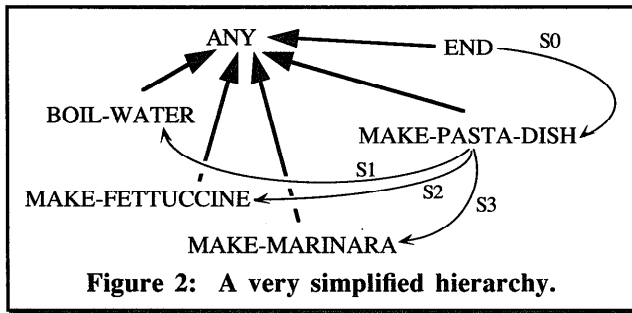 ANY
END
S0
BOIL-WATER
MAKE-PASTA-DISH
S1
MAKE-FETTUCCINE
S2
S3
MAKE-MARINARA
Figure 2: A very simplified hierarchy.